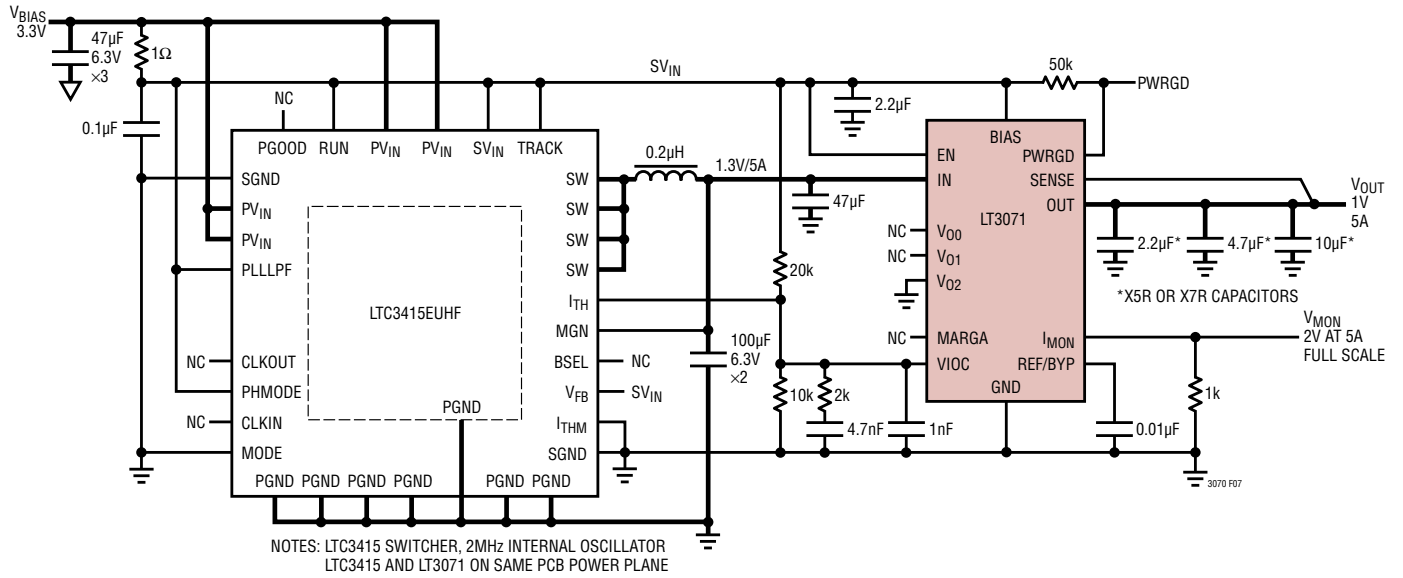 VBIAS
3.3V
47µF
6.3V
×3
1Ω
SVIN
50k
PWRGD
0.1µF
NC
2.2µF
PGOOD RUN PVIN PVIN SVIN TRACK
SGND
PVIN
PVIN
PLLLPF
NC CLKOUT
PHMODE
NC CLKIN
MODE
LTC3415EUHF
PGND
PGND PGND PGND PGND PGND PGND
SW
SW
SW
SW
ITH
MGN
BSEL NC
VFB SVIN
ITHM
SGND
0.2µH
1.3V/5A
47µF
20k
100µF
6.3V
×2
10k
2k
4.7nF
1nF
BIAS
EN
IN
PWRGD
SENSE
OUT
LT3071
NC VO0
NC VO1
VO2
NC MARGA
VIOC
IMON
REF/BYP
GND
VOUT
1V
5A
2.2µF* 4.7µF* 10µF*
*X5R OR X7R CAPACITORS
VMON
2V AT 5A
FULL SCALE
1k
0.01µF
3070 F07
NOTES: LTC3415 SWITCHER, 2MHz INTERNAL OSCILLATOR
LTC3415 AND LT3071 ON SAME PCB POWER PLANE